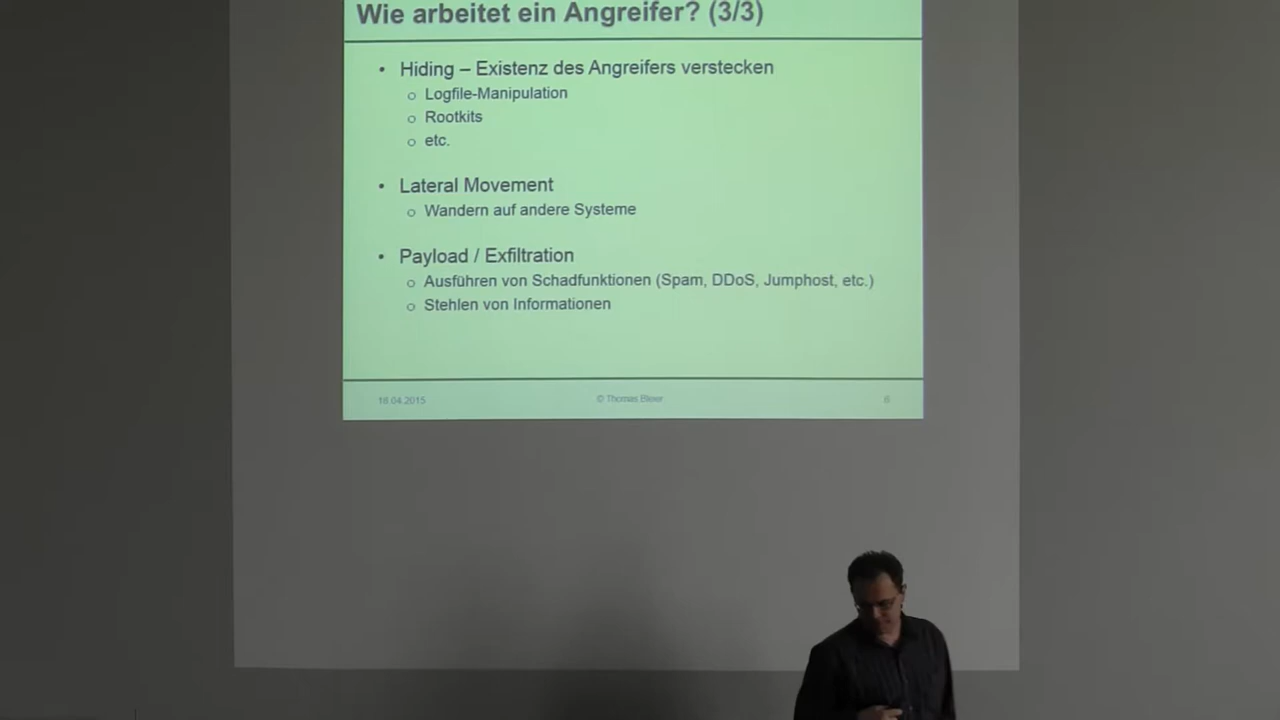 Wie arbeitet ein Angreifer? (3/3)
• Hiding – Existenz des Angreifers verstecken
o Logfile-Manipulation
o Rootkits
o etc.
• Lateral Movement
o Wandern auf andere Systeme
• Payload / Exfiltration
o Ausführen von Schadfunktionen (Spam, DDoS, Jumphost, etc.)
o Stehlen von Informationen
18.04.2015 © Thomas Bleier 6